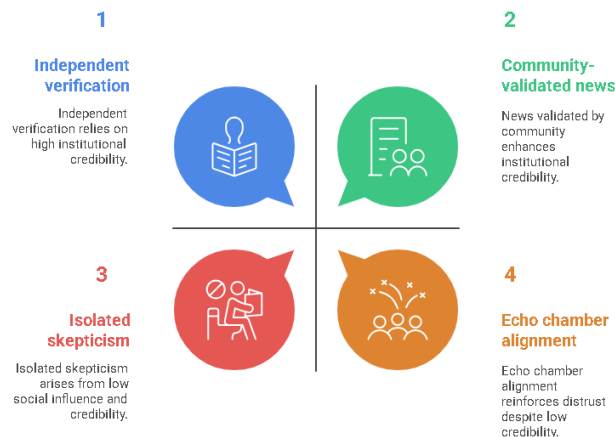 1
Independent
verification
Independent
verification relies on
high institutional
credibility.
2
Community-
validated news
News validated by
community
enhances
institutional
credibility.
3
Isolated
skepticism
Isolated skepticism
arises from low
social influence and
credibility.
4
Echo chamber
alignment
Echo chamber
alignment
reinforces distrust
despite low
credibility.